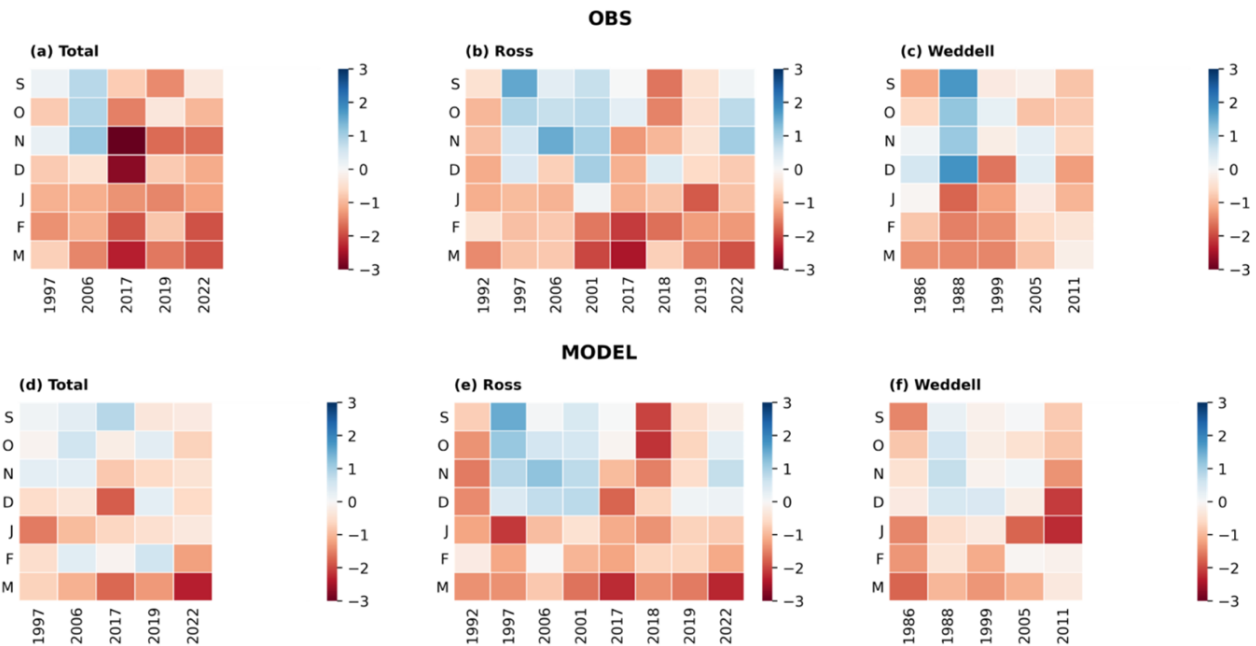 OBS
(a) Total
(b) Ross
(c) Weddell
S
O
N
D
J
F
M
1997
2006
2017
2019
2022
3
2
1
0
−1
−2
−3
S
O
N
D
J
F
M
1992
1997
2006
2001
2017
2018
2019
2022
3
2
1
0
−1
−2
−3
S
O
N
D
J
F
M
1986
1988
1999
2005
2011
3
2
1
0
−1
−2
−3
MODEL
(d) Total
(e) Ross
(f) Weddell
S
O
N
D
J
F
M
1997
2006
2017
2019
2022
3
2
1
0
−1
−2
−3
S
O
N
D
J
F
M
1992
1997
2006
2001
2017
2018
2019
2022
3
2
1
0
−1
−2
−3
S
O
N
D
J
F
M
1986
1988
1999
2005
2011
3
2
1
0
−1
−2
−3